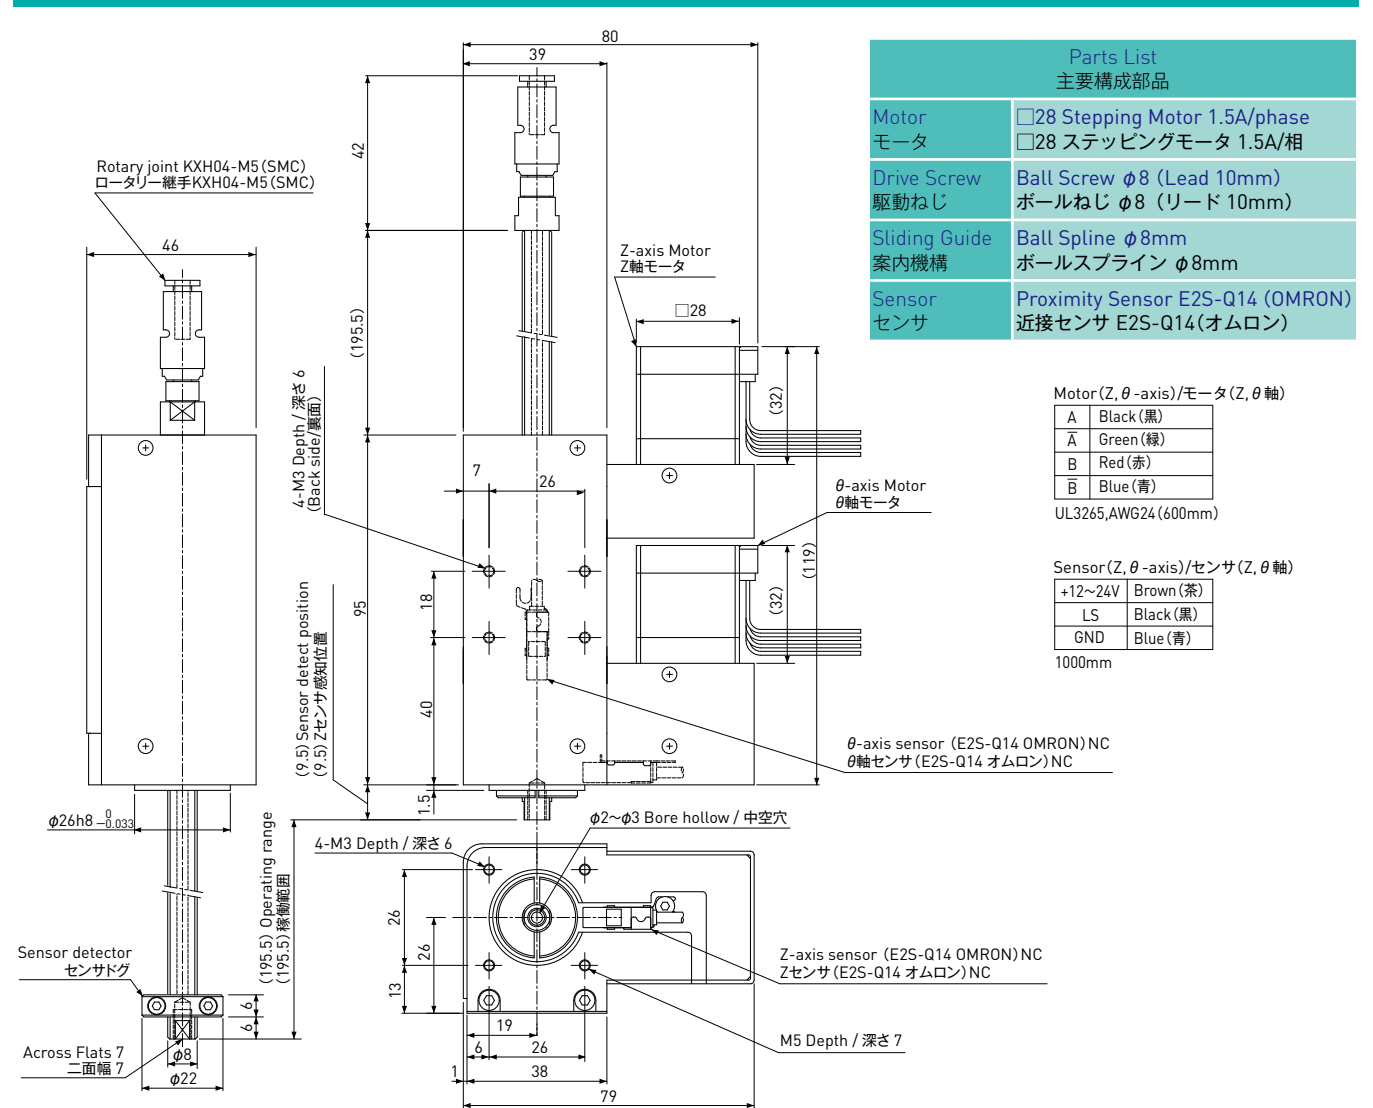 80
39
42
Rotary joint KXH04-M5(SMC)
ロータリー継手KXH04-M5(SMC)
46
(195.5)
Z-axis Motor
Z軸モータ
□28
(32)
4-M3 Depth / 深さ 6
(Back side/裏面)
7
26
θ-axis Motor
θ軸モータ
(119)
(32)
95
18
40
(9.5) Sensor detect position
(9.5) Zセンサ感知位置
1.5
θ-axis sensor (E2S-Q14 OMRON) NC
θ軸センサ(E2S-Q14 オムロン) NC
φ26h8 0 -0.033
(195.5) Operating range
(195.5) 稼働範囲
φ2~φ3 Bore hollow / 中空穴
4-M3 Depth / 深さ 6
26
26
13
Sensor detector
センサドグ
6
6
Z-axis sensor (E2S-Q14 OMRON) NC
Zセンサ(E2S-Q14 オムロン) NC
M5 Depth / 深さ 7
Across Flats 7
二面幅 7
φ8
φ22
19
6
26
1
38
79
Parts List
主要構成部品
Motor
モータ
□28 Stepping Motor 1.5A/phase
□28 ステッピングモータ 1.5A/相
Drive Screw
駆動ねじ
Ball Screw φ8 (Lead 10mm)
ボールねじ φ8 (リード 10mm)
Sliding Guide
案内機構
Ball Spline φ8mm
ボールスプライン φ8mm
Sensor
センサ
Proximity Sensor E2S-Q14 (OMRON)
近接センサ E2S-Q14(オムロン)
Motor(Z, θ -axis)/モータ(Z, θ 軸)
A Black(黒)
A̅ Green(緑)
B Red(赤)
B̅ Blue(青)
UL3265,AWG24(600mm)
Sensor(Z, θ -axis)/センサ(Z, θ 軸)
+12~24V Brown(茶)
LS Black(黒)
GND Blue(青)
1000mm